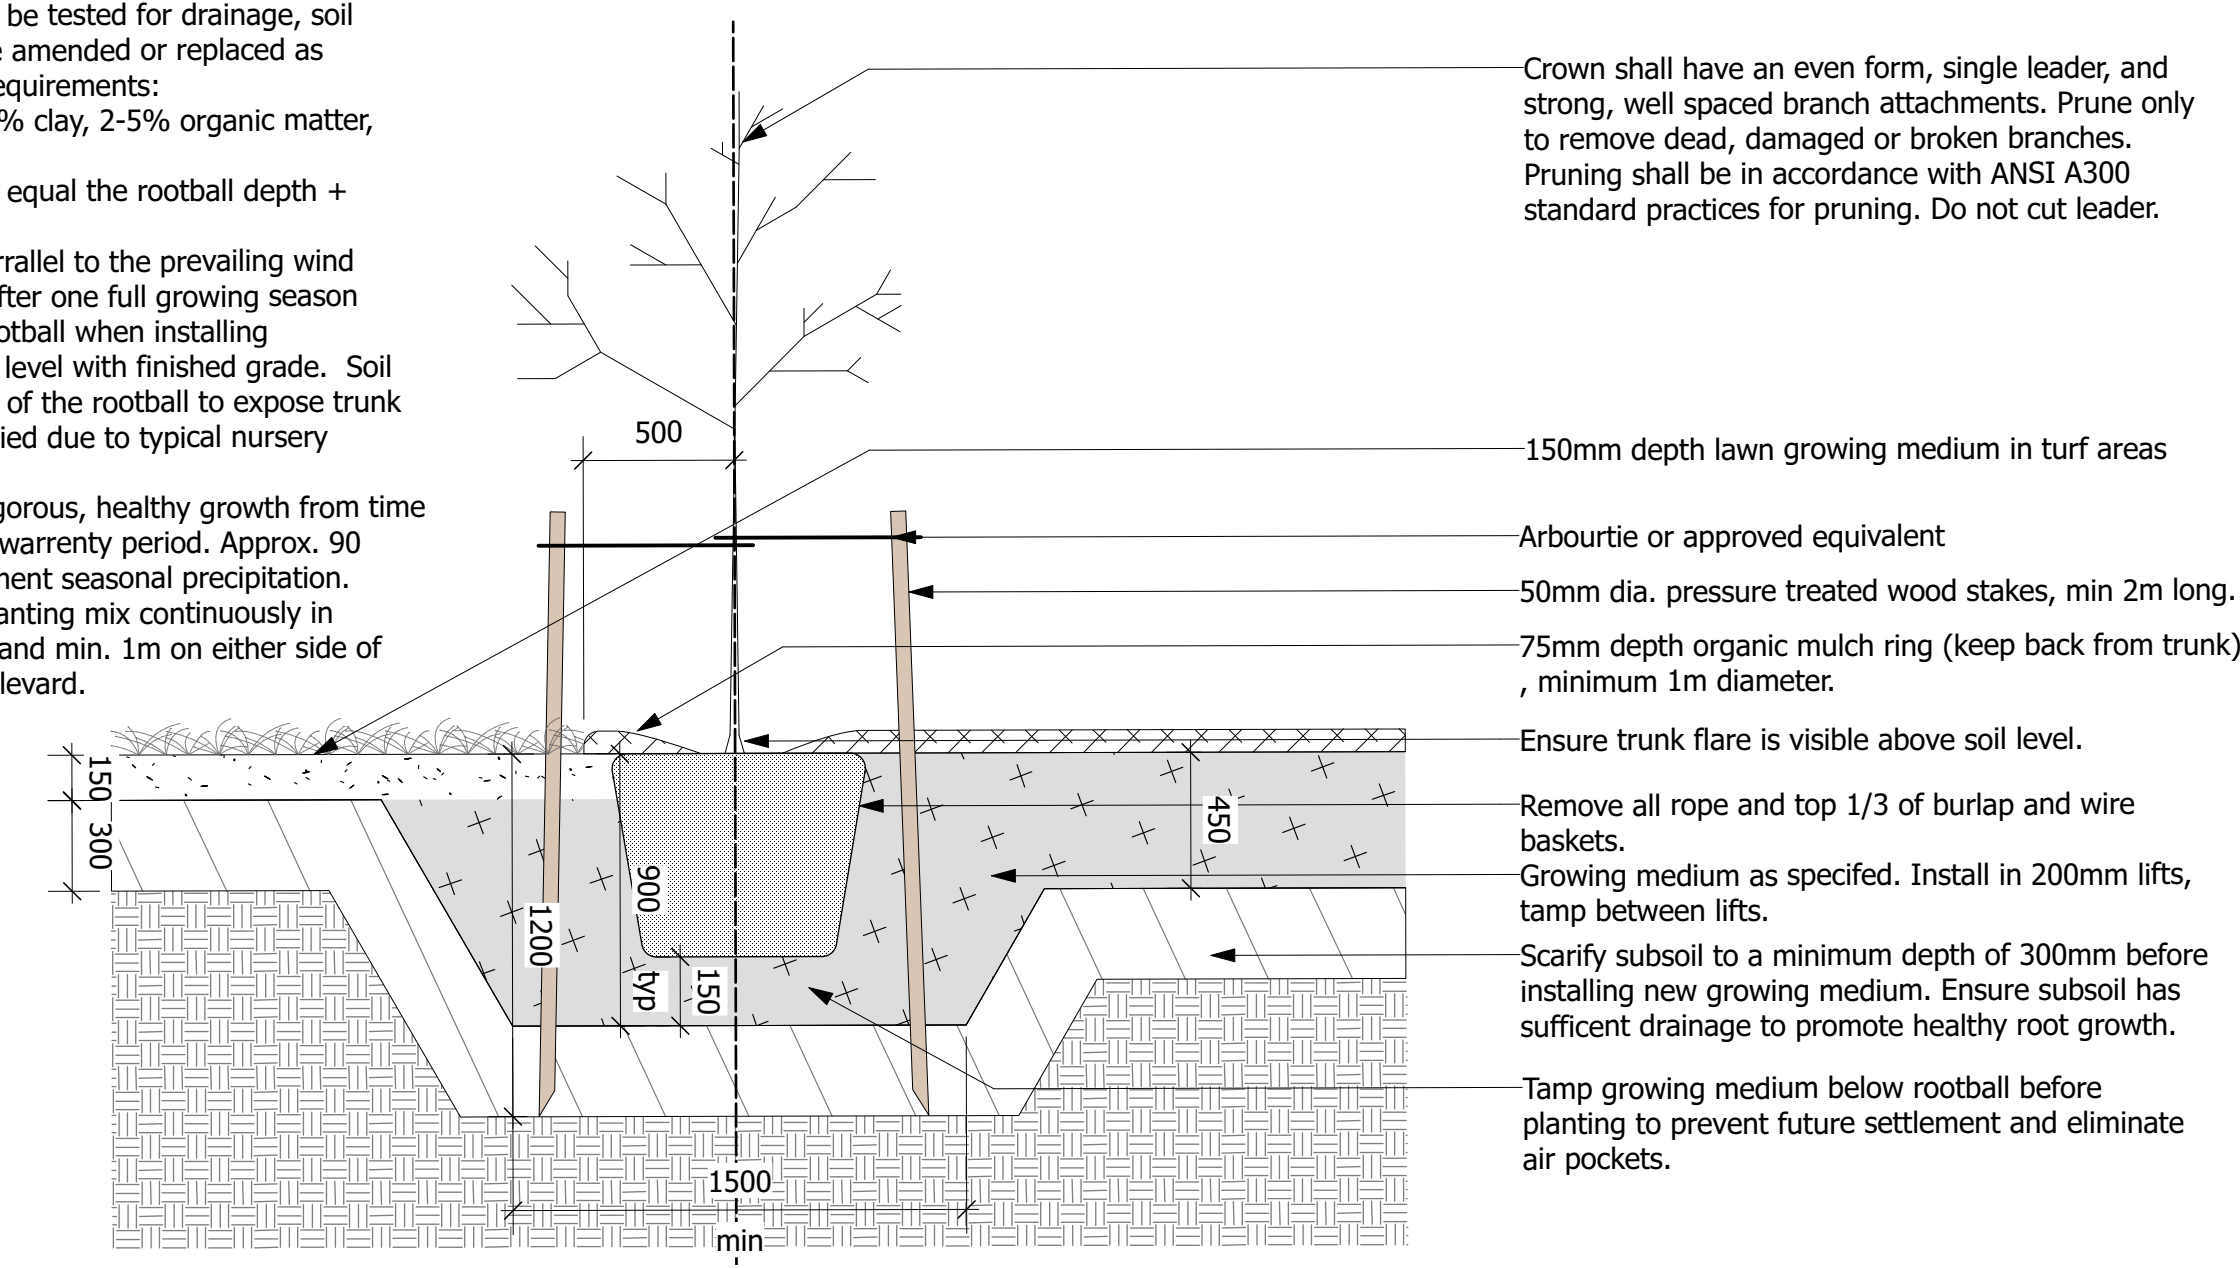 be tested for drainage, soil
amended or replaced as
equirements:
% clay, 2-5% organic matter,
equal the rootball depth +
rallel to the prevailing wind
fter one full growing season
otball when installing
level with finished grade. Soil
of the rootball to expose trunk
ied due to typical nursery
gorous, healthy growth from time
warrenty period. Approx. 90
ment seasonal precipitation.
anting mix continuously in
and min. 1m on either side of
levard.
Crown shall have an even form, single leader, and
strong, well spaced branch attachments. Prune only
to remove dead, damaged or broken branches.
Pruning shall be in accordance with ANSI A300
standard practices for pruning. Do not cut leader.
500
150mm depth lawn growing medium in turf areas
Arbourtie or approved equivalent
50mm dia. pressure treated wood stakes, min 2m long.
75mm depth organic mulch ring (keep back from trunk)
, minimum 1m diameter.
Ensure trunk flare is visible above soil level.
Remove all rope and top 1/3 of burlap and wire
baskets.
Growing medium as specifed. Install in 200mm lifts,
tamp between lifts.
Scarify subsoil to a minimum depth of 300mm before
installing new growing medium. Ensure subsoil has
sufficent drainage to promote healthy root growth.
Tamp growing medium below rootball before
planting to prevent future settlement and eliminate
air pockets.
150
300
1200
900
typ
150
450
1500
min